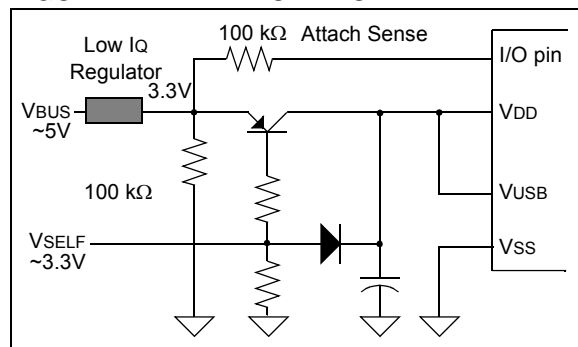 100 kΩ Attach Sense
Low IQ
Regulator
I/O pin
3.3V
VBUS
~5V
VDD
100 kΩ
VUSB
VSELF
~3.3V
VSS